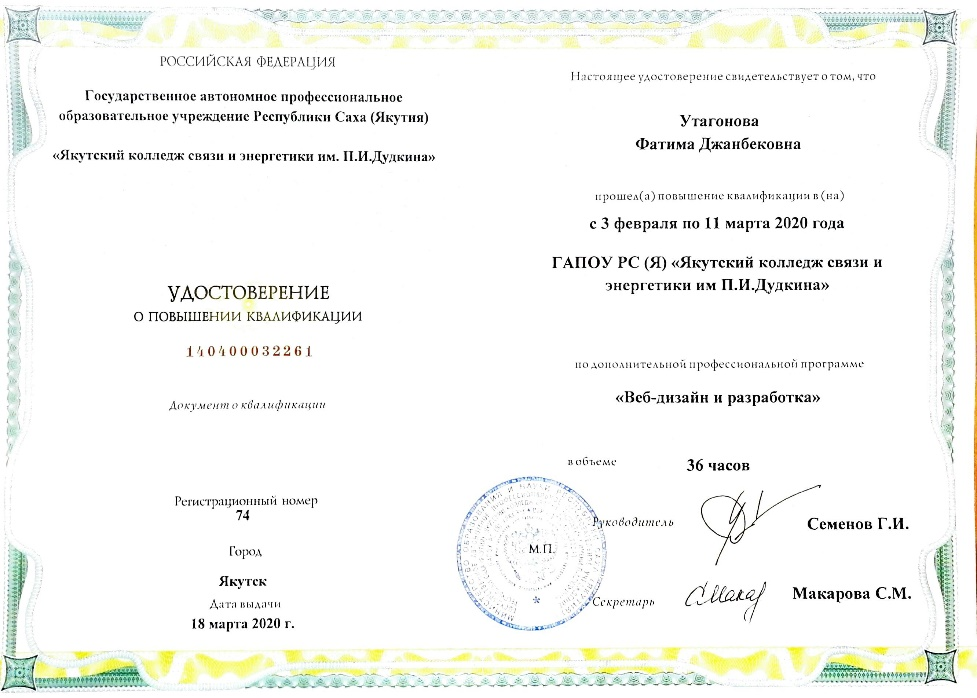 РОССИЙСКАЯ ФЕДЕРАЦИЯ
Государственное автономное профессиональное
образовательное учреждение Республики Саха (Якутия)
«Якутский колледж связи и энергетики им. П.И.Дудкина»
УДОСТОВЕРЕНИЕ
О ПОВЫШЕНИИ КВАЛИФИКАЦИИ
140400032261
Документ о квалификации
Регистрационный номер
74
Город
Якутск
Дата выдачи
18 марта 2020 г.
Настоящее удостоверение свидетельствует о том, что
Утагонова
Фатима Джанбековна
прошел(а) повышение квалификации в (на)
с 3 февраля по 11 марта 2020 года
ГАПОУ РС (Я) «Якутский колледж связи и
энергетики им П.И.Дудкина»
по дополнительной профессиональной программе
«Веб-дизайн и разработка»
в объеме
36 часов
М.П.
Руководитель
Семенов Г.И.
Секретарь
Макарова С.М.